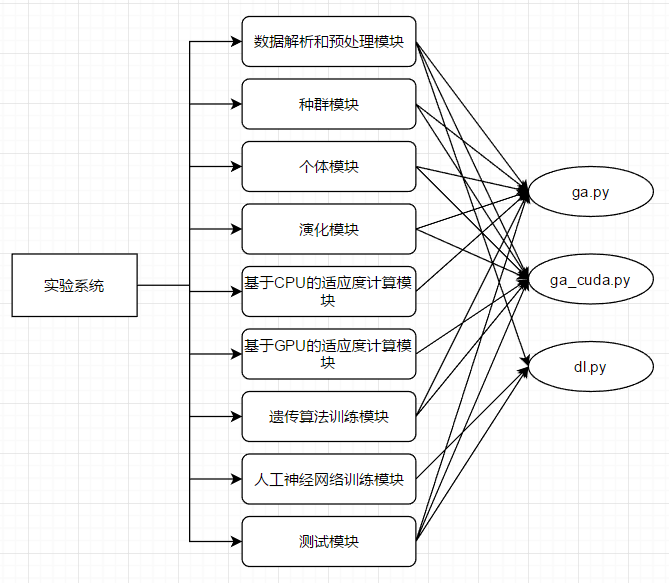 数据解析和预处理模块
种群模块
个体模块
ga.py
演化模块
实验系统
基于CPU的适应度计算模
块
ga_cuda.py
基于GPU的适应度计算模
块
dl.py
遗传算法训练模块
人工神经网络训练模块
测试模块